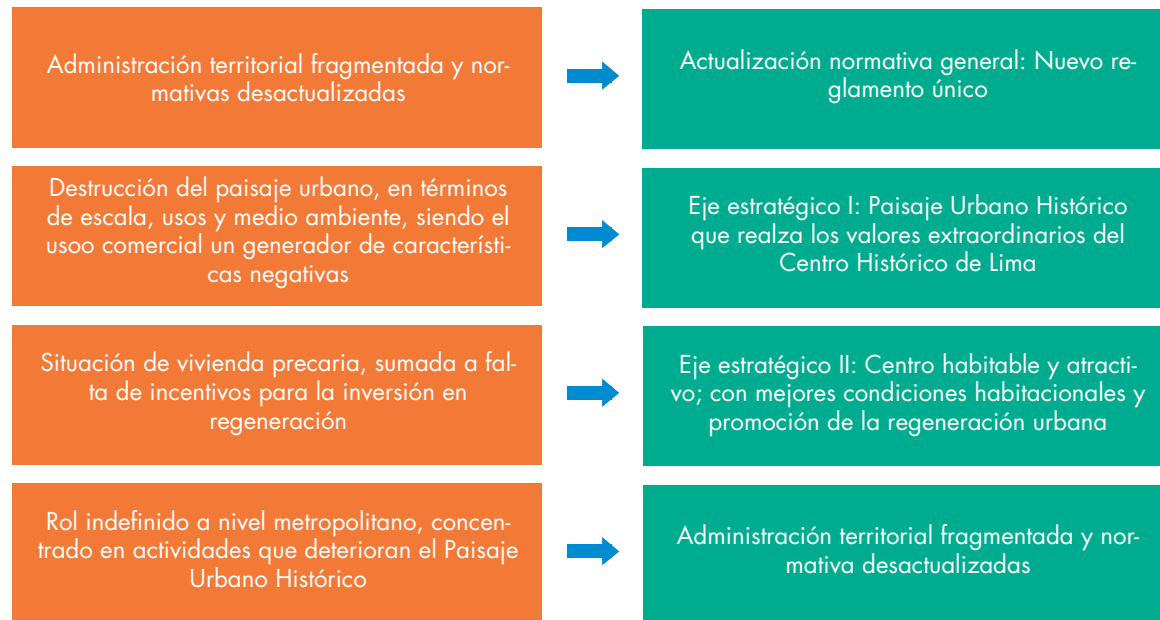 Administración territorial fragmentada y nor-
mativas desactualizadas
Actualización normativa general: Nuevo re-
glamento único
Destrucción del paisaje urbano, en términos
de escala, usos y medio ambiente, siendo el
usoo comercial un generador de característi-
cas negativas
Eje estratégico I: Paisaje Urbano Histórico
que realza los valores extraordinarios del
Centro Histórico de Lima
Situación de vivienda precaria, sumada a fal-
ta de incentivos para la inversión en
regeneración
Eje estratégico II: Centro habitable y atracti-
vo; con mejores condiciones habitacionales y
promoción de la regeneración urbana
Rol indefinido a nivel metropolitano, concen-
trado en actividades que deterioran el Paisaje
Urbano Histórico
Administración territorial fragmentada y nor-
mativa desactualizadas